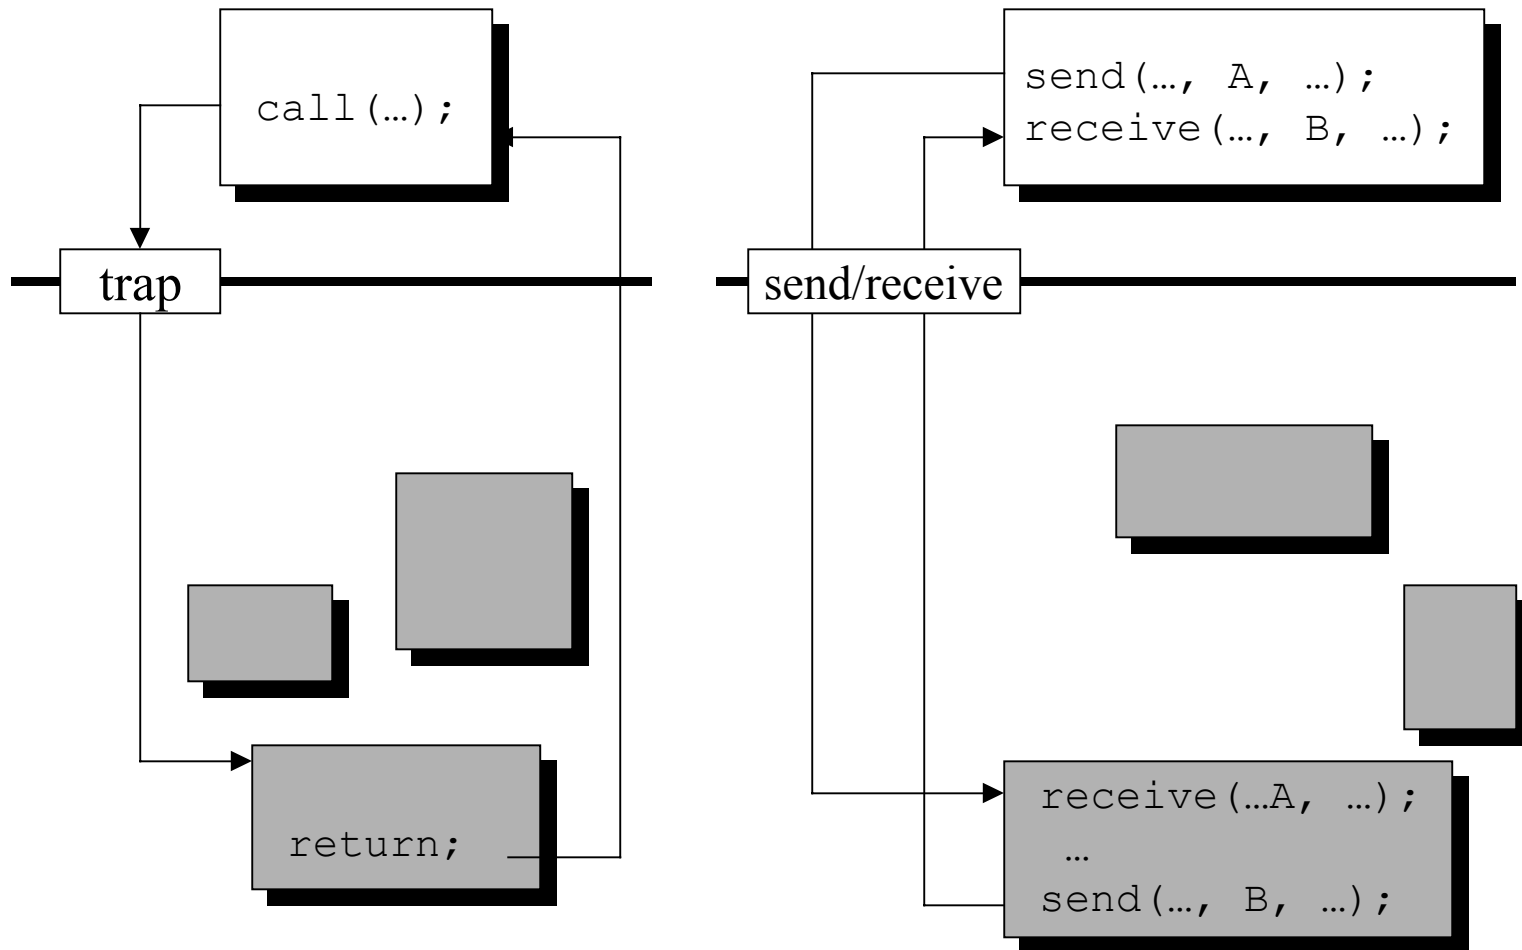 call(…);
trap
return;
send(…, A, …);
receive(…, B, …);
send/receive
receive(…A, …);
…
send(…, B, …);